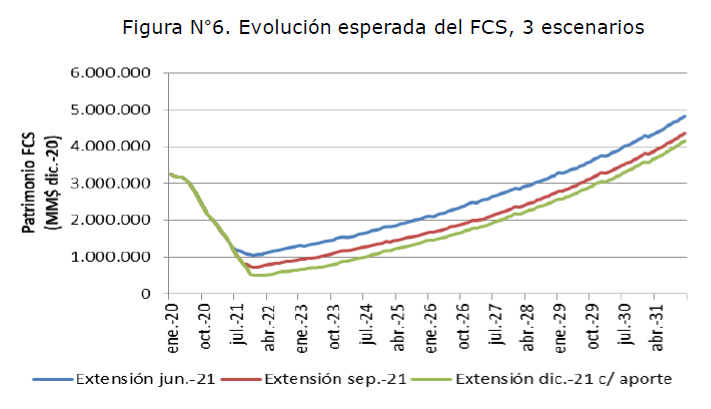 Figura N°6. Evolución esperada del FCS, 3 escenarios
Patrimonio FCS
(MM$ dic.-20)
6.000.000
5.000.000
4.000.000
3.000.000
2.000.000
1.000.000
0
ene.-20
oct.-20
jul.-21
abr.-22
ene.-23
oct.-23
jul.-24
abr.-25
ene.-26
oct.-26
jul.-27
abr.-28
ene.-29
oct.-29
jul.-30
abr.-31
Extensión jun.-21
Extensión sep.-21
Extensión dic.-21 c/ aporte